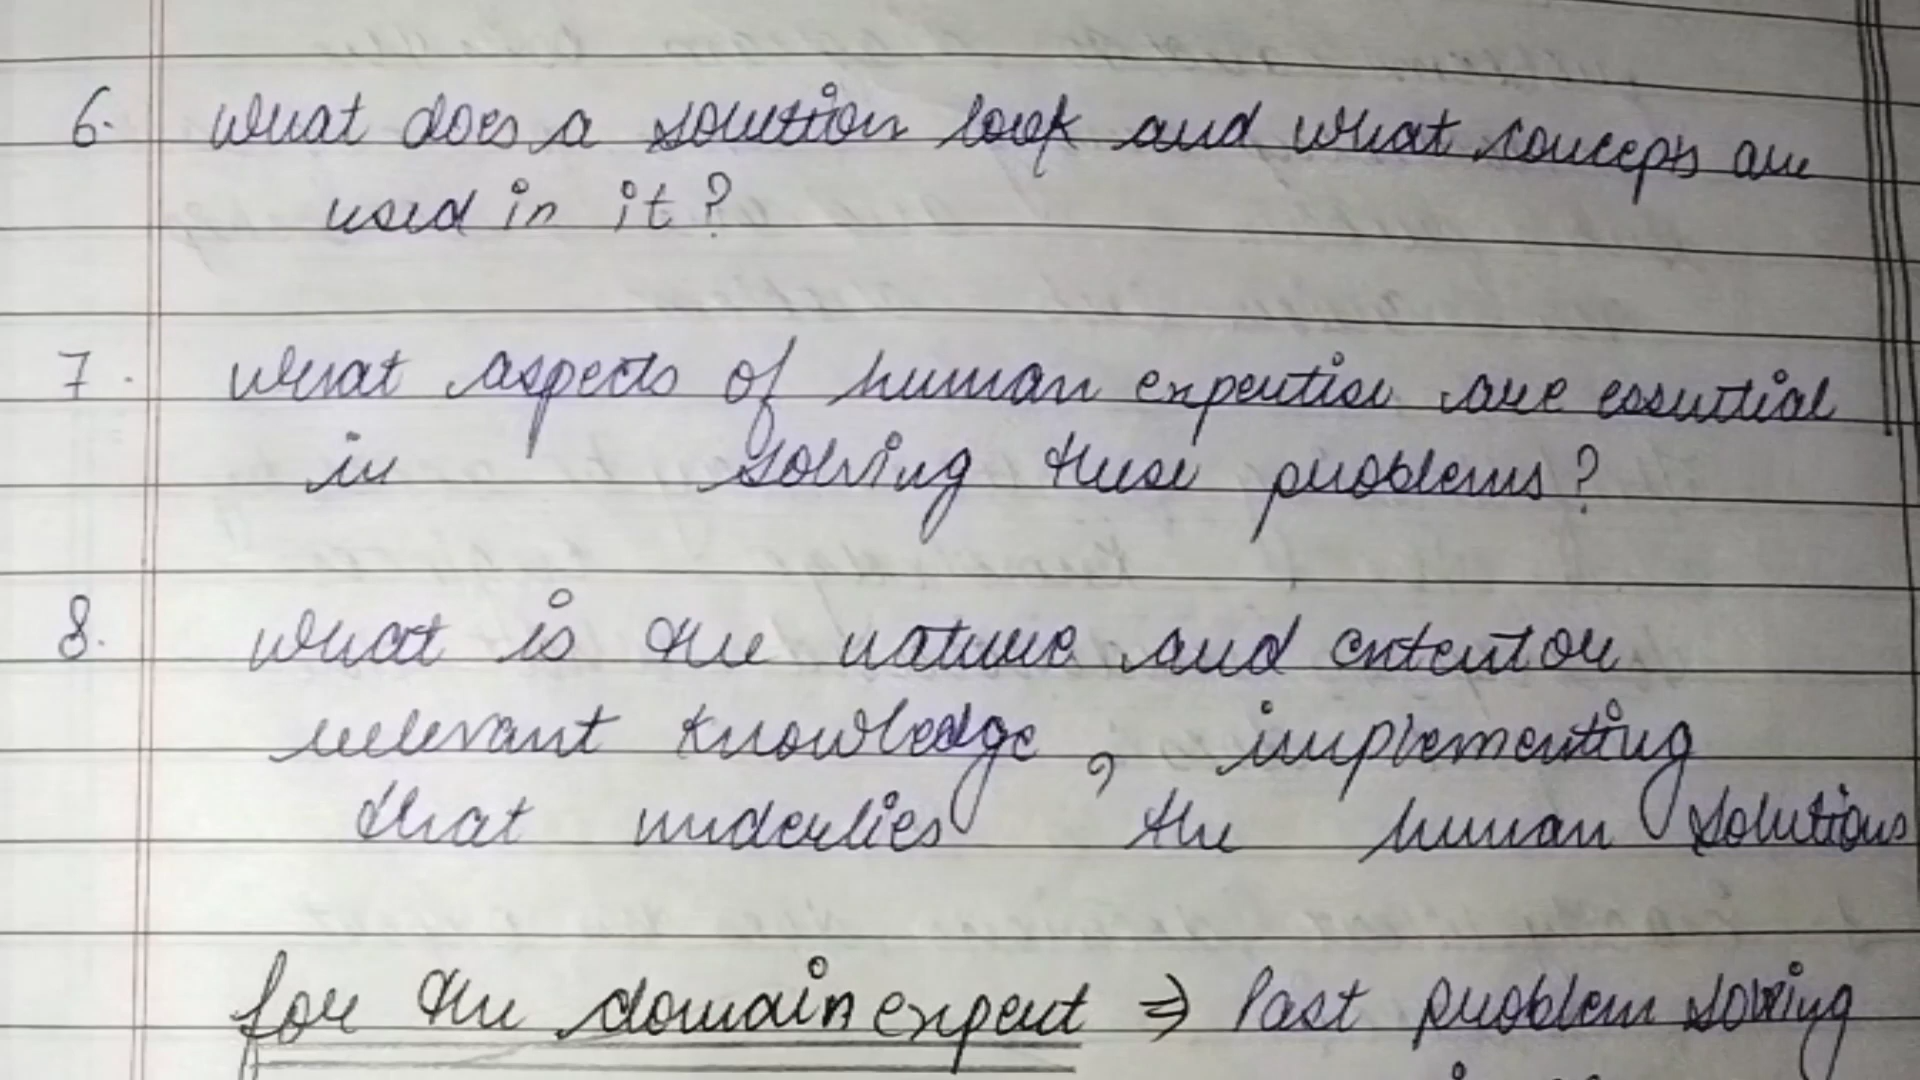 6. What does a solution look and what concepts are
used in it?
7. What aspects of human expertise are essential
in solving these problems?
8. What is the nature and extent or
relevant knowledge, implementing
that underlies the human solutions
for the domain expert ⇒ Past problem solving